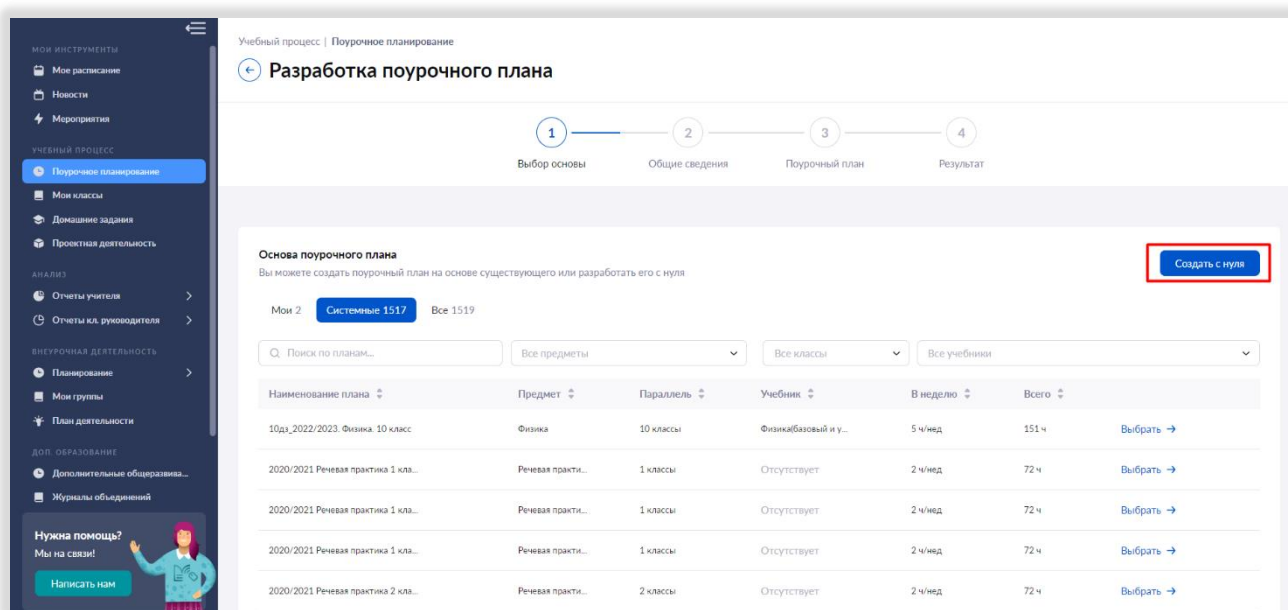 МОИ ИНСТРУМЕНТЫ
Мое расписание
Новости
Мероприятия
УЧЕБНЫЙ ПРОЦЕСС
Поурочное планирование
Мои классы
Домашние задания
Проектная деятельность
АНАЛИЗ
Отчеты учителя
Отчеты кл. руководителя
ВНЕУРОЧНАЯ ДЕЯТЕЛЬНОСТЬ
Планирование
Мои группы
План деятельности
ДОП. ОБРАЗОВАНИЕ
Дополнительные общеразвива...
Журналы объединений
Нужна помощь?
Мы на связи!
Написать нам
Учебный процесс | Поурочное планирование
Разработка поурочного плана
1 2 3 4
Выбор основы Общие сведения Поурочный план Результат
Основа поурочного плана
Вы можете создать поурочный план на основе существующего или разработать его с нуля
Создать с нуля
Мои 2 Системные 1517 Все 1519
Поиск по планам... Все предметы Все классы Все учебники
Наименование плана Предмет Параллель Учебник В неделю Всего
10дз_2022/2023. Физика. 10 класс Физика 10 классы Физика(базовый и у... 5 ч/нед 151 ч Выбрать →
2020/2021 Речевая практика 1 кла... Речевая практи... 1 классы Отсутствует 2 ч/нед 72 ч Выбрать →
2020/2021 Речевая практика 1 кла... Речевая практи... 1 классы Отсутствует 2 ч/нед 72 ч Выбрать →
2020/2021 Речевая практика 1 кла... Речевая практи... 1 классы Отсутствует 2 ч/нед 72 ч Выбрать →
2020/2021 Речевая практика 2 кла... Речевая практи... 2 классы Отсутствует 2 ч/нед 72 ч Выбрать →